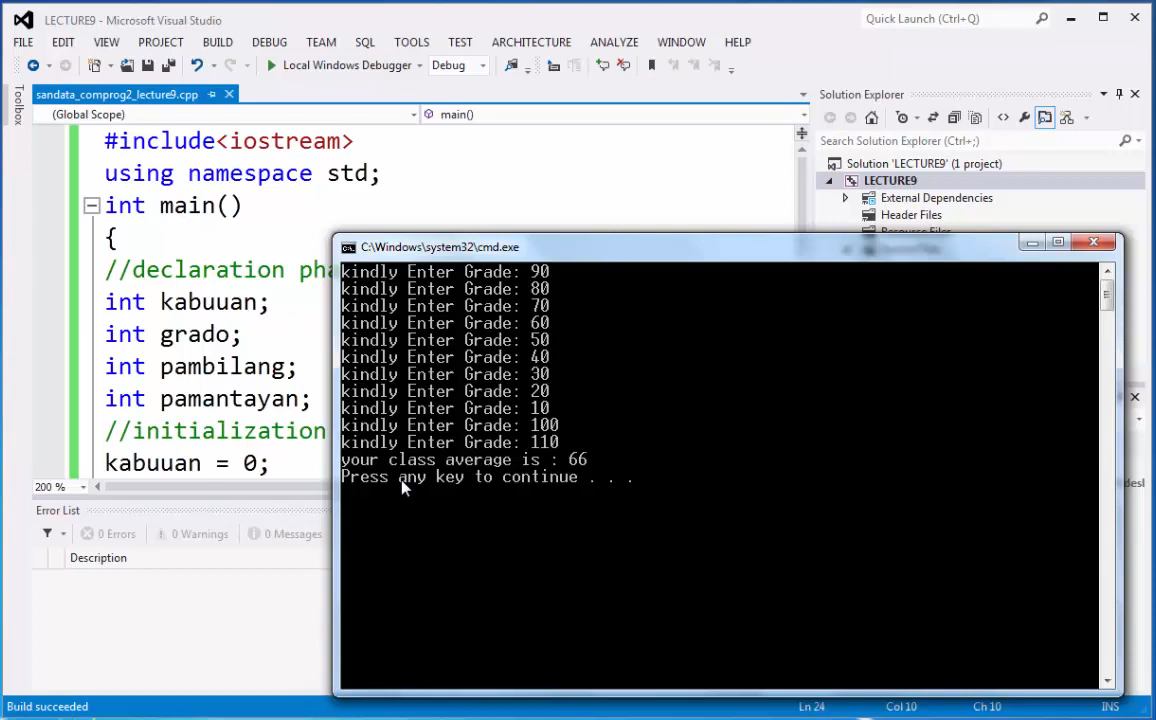 LECTURE9 - Microsoft Visual Studio
Quick Launch (Ctrl+Q)
FILE EDIT VIEW PROJECT BUILD DEBUG TEAM SQL TOOLS TEST ARCHITECTURE ANALYZE WINDOW HELP
Local Windows Debugger Debug
Toolbox
sandata_comprog2_lecture9.cpp
(Global Scope) main()
#include<iostream>
using namespace std;
int main()
{
//declaration
int kabuuan;
int grado;
int pambilang;
int pamantayan;
//initialization
kabuuan = 0;
200 %
Solution Explorer
Search Solution Explorer (Ctrl+;)
Solution 'LECTURE9' (1 project)
LECTURE9
External Dependencies
Header Files
C:\Windows\system32\cmd.exe
kindly Enter Grade: 90
kindly Enter Grade: 80
kindly Enter Grade: 70
kindly Enter Grade: 60
kindly Enter Grade: 50
kindly Enter Grade: 40
kindly Enter Grade: 30
kindly Enter Grade: 20
kindly Enter Grade: 10
kindly Enter Grade: 100
kindly Enter Grade: 110
your class average is : 66
Press any key to continue . . .
Error List
0 Errors 0 Warnings 0 Messages
Description
Build succeeded
Ln 24 Col 10 Ch 10 INS